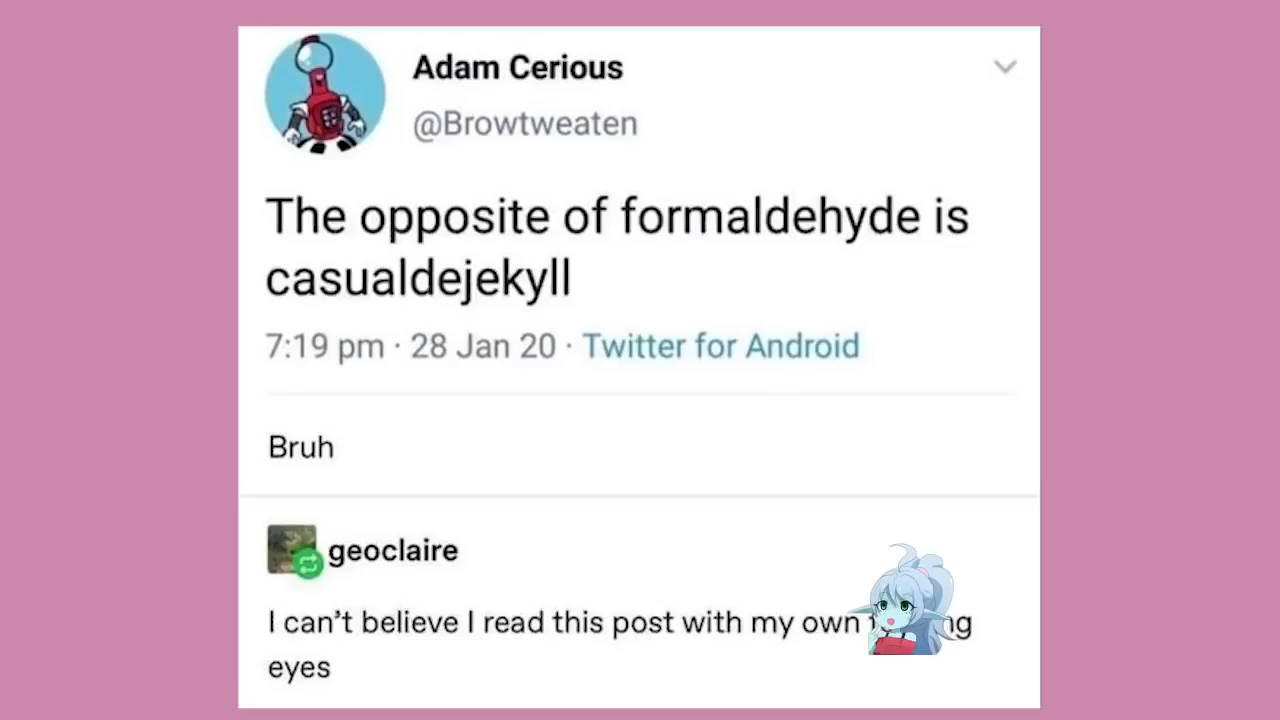 Adam Cerious
@Browtweaten
The opposite of formaldehyde is
casualdejekyll
7:19 pm · 28 Jan 20 · Twitter for Android
Bruh
geoclaire
I can't believe I read this post with my own
eyes